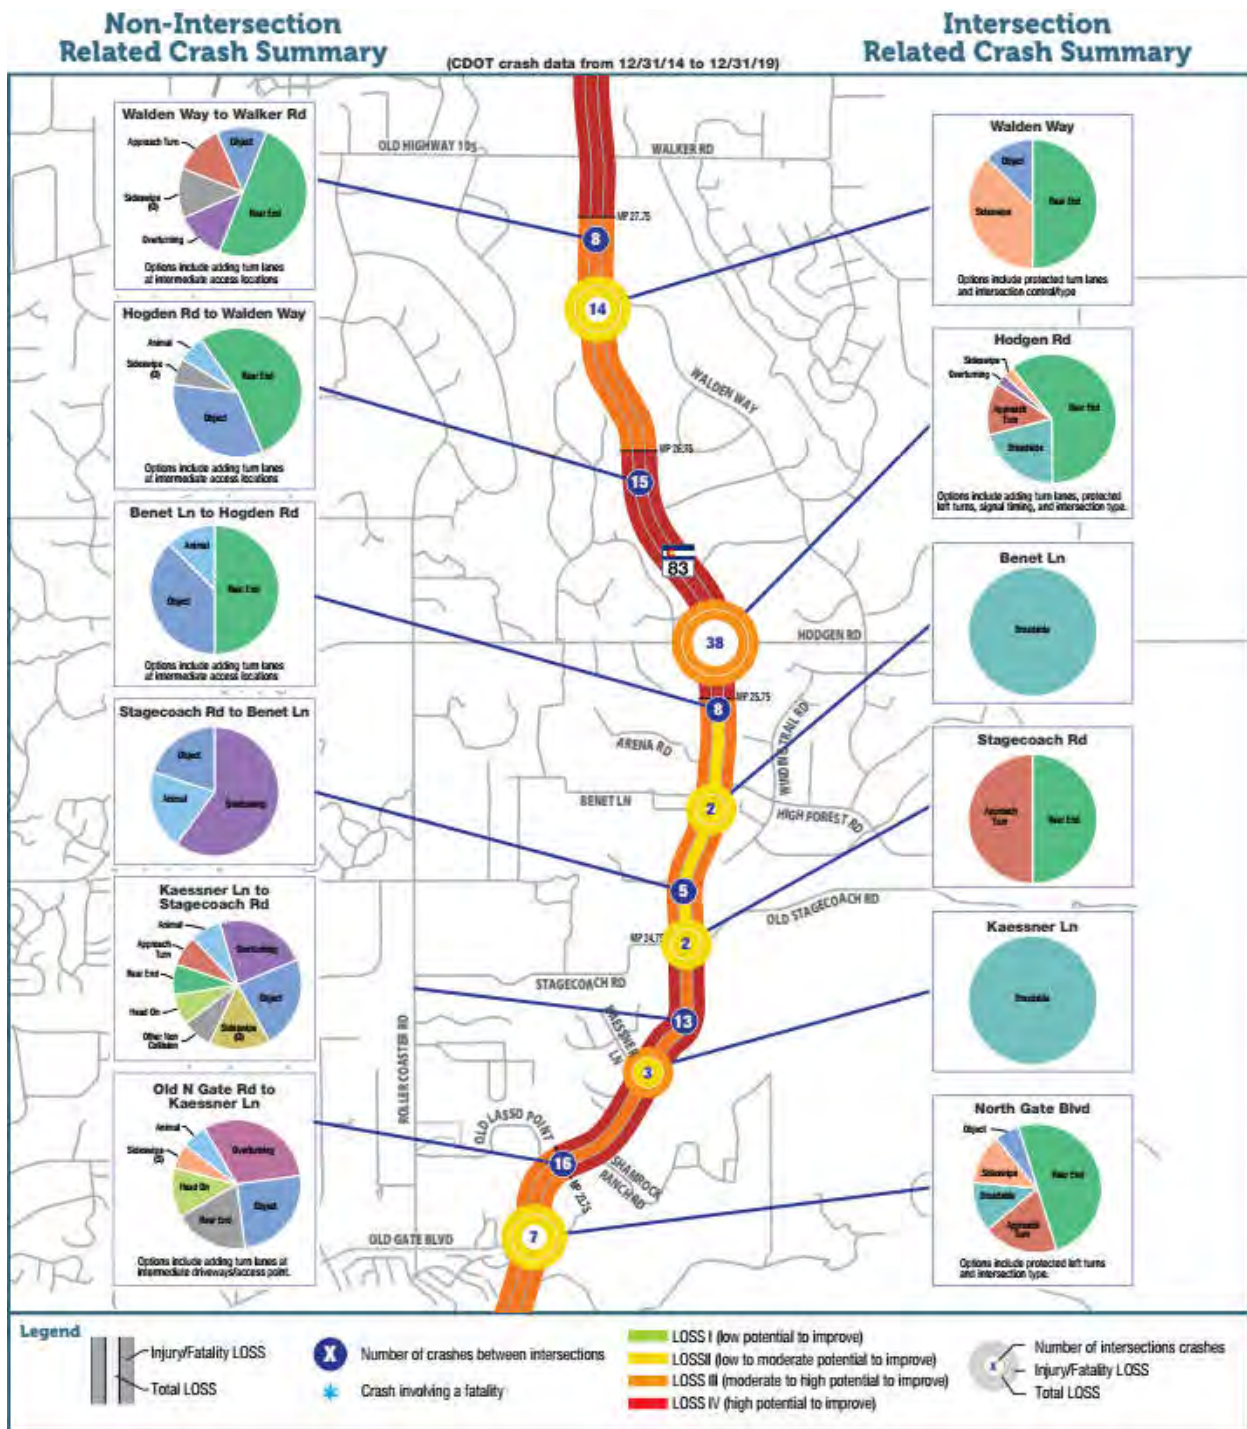 Non-Intersection
Related Crash Summary
Intersection
Related Crash Summary
(CDOT crash data from 12/31/14 to 12/31/19)
Walden Way to Walker Rd
Approach Turn
Object
Sideswipe
(O)
Rear End
Overturning
Options include adding turn lanes
at intermediate access locations
Hogden Rd to Walden Way
Animal
Sideswipe
(O)
Rear End
Object
Options include adding turn lanes
at intermediate access locations
Benet Ln to Hogden Rd
Animal
Object
Rear End
Options include adding turn lanes
at intermediate access locations
Stagecoach Rd to Benet Ln
Object
Animal
Overturning
Kaessner Ln to
Stagecoach Rd
Animal
Approach
Turn
Rear End
Head On
Other Non
Collision
Overturning
Object
Sideswipe
(O)
Old N Gate Rd to
Kaessner Ln
Animal
Sideswipe
(S)
Head On
Rear End
Overturning
Object
Options include adding turn lanes at
intermediate driveways/access point.
OLD HIGHWAY 105
WALKER RD
MP 27.75
8
14
WALDEN WAY
MP 26.75
15
83
38
HODGEN RD
MP 25.75
8
ARENA RD
WINDING TRAIL RD
BENET LN
2
HIGH FOREST RD
5
OLD STAGECOACH RD
MP 24.75
2
STAGECOACH RD
13
KAESSNER
LN
3
ROLLER COASTER RD
OLD LASSO POINT
16
SHAMROCK
RANCH RD
MP 23.75
OLD GATE BLVD
7
Walden Way
Object
Sideswipe
Rear End
Options include protected turn lanes
and intersection control/type
Hodgen Rd
Sideswipe
Overturning
Approach
Turn
Broadside
Rear End
Options include adding turn lanes, protected
left turns, signal timing, and intersection type.
Benet Ln
Broadside
Stagecoach Rd
Approach
Turn
Rear End
Kaessner Ln
Broadside
North Gate Blvd
Object
Sideswipe
Broadside
Approach
Turn
Rear End
Options include protected left turns
and intersection type.
Legend
Injury/Fatality LOSS
Total LOSS
X
Number of crashes between intersections
Crash involving a fatality
LOSS I (low potential to improve)
LOSSII (low to moderate potential to improve)
LOSS III (moderate to high potential to improve)
LOSS IV (high potential to improve)
X
Number of intersections crashes
Injury/Fatality LOSS
Total LOSS